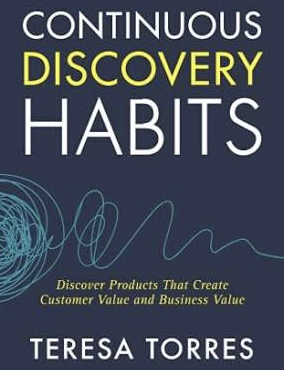 CONTINUOUS
DISCOVERY
HABITS
Discover Products That Create
Customer Value and Business Value
TERESA TORRES